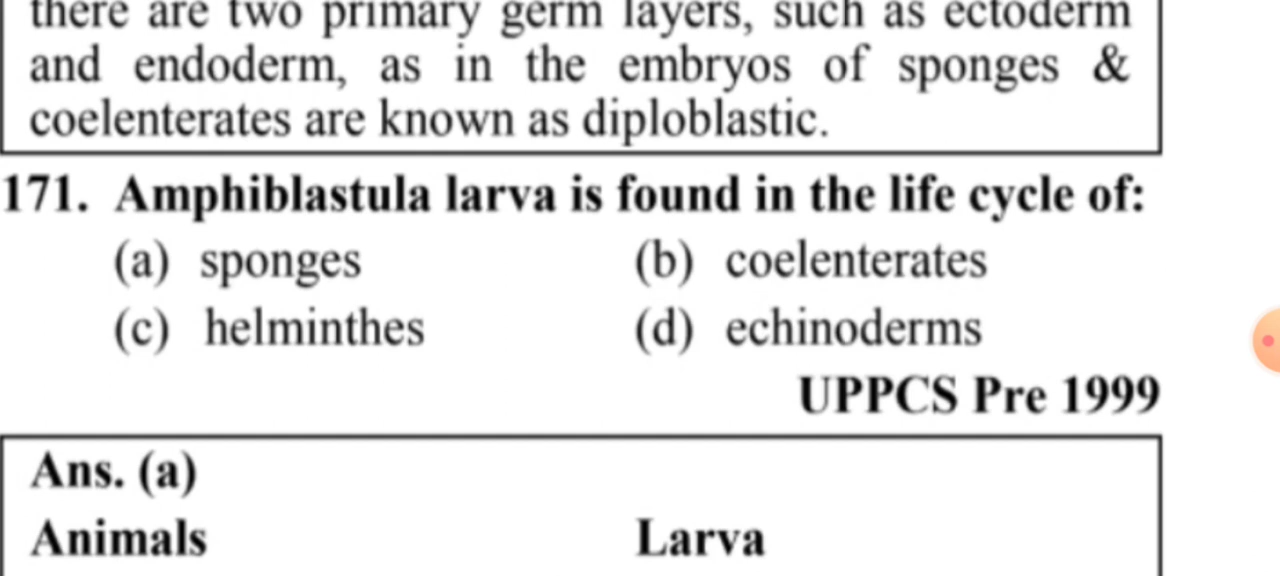 there are two primary germ layers, such as ectoderm
and endoderm, as in the embryos of sponges &
coelenterates are known as diploblastic.
171. Amphiblastula larva is found in the life cycle of:
(a) sponges (b) coelenterates
(c) helminthes (d) echinoderms
UPPCS Pre 1999
Ans. (a)
Animals Larva